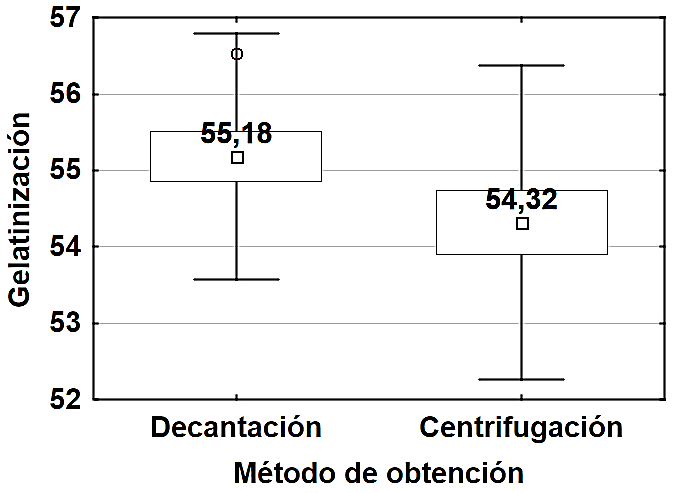 57
56
55
54
53
52
Gelatinización
55,18
54,32
Decantación
Centrifugación
Método de obtención